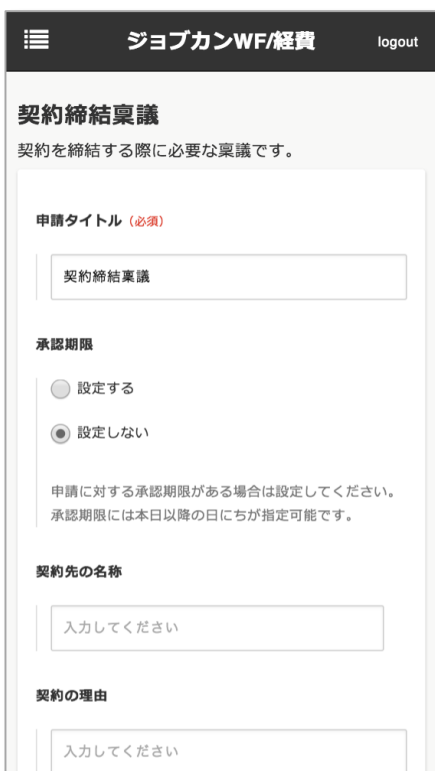 ジョブカンWF/経費
logout
契約締結稟議
契約を締結する際に必要な稟議です。
申請タイトル（必須）
契約締結稟議
承認期限
設定する
設定しない
申請に対する承認期限がある場合は設定してください。
承認期限には本日以降の日にちが指定可能です。
契約先の名称
入力してください
契約の理由
入力してください